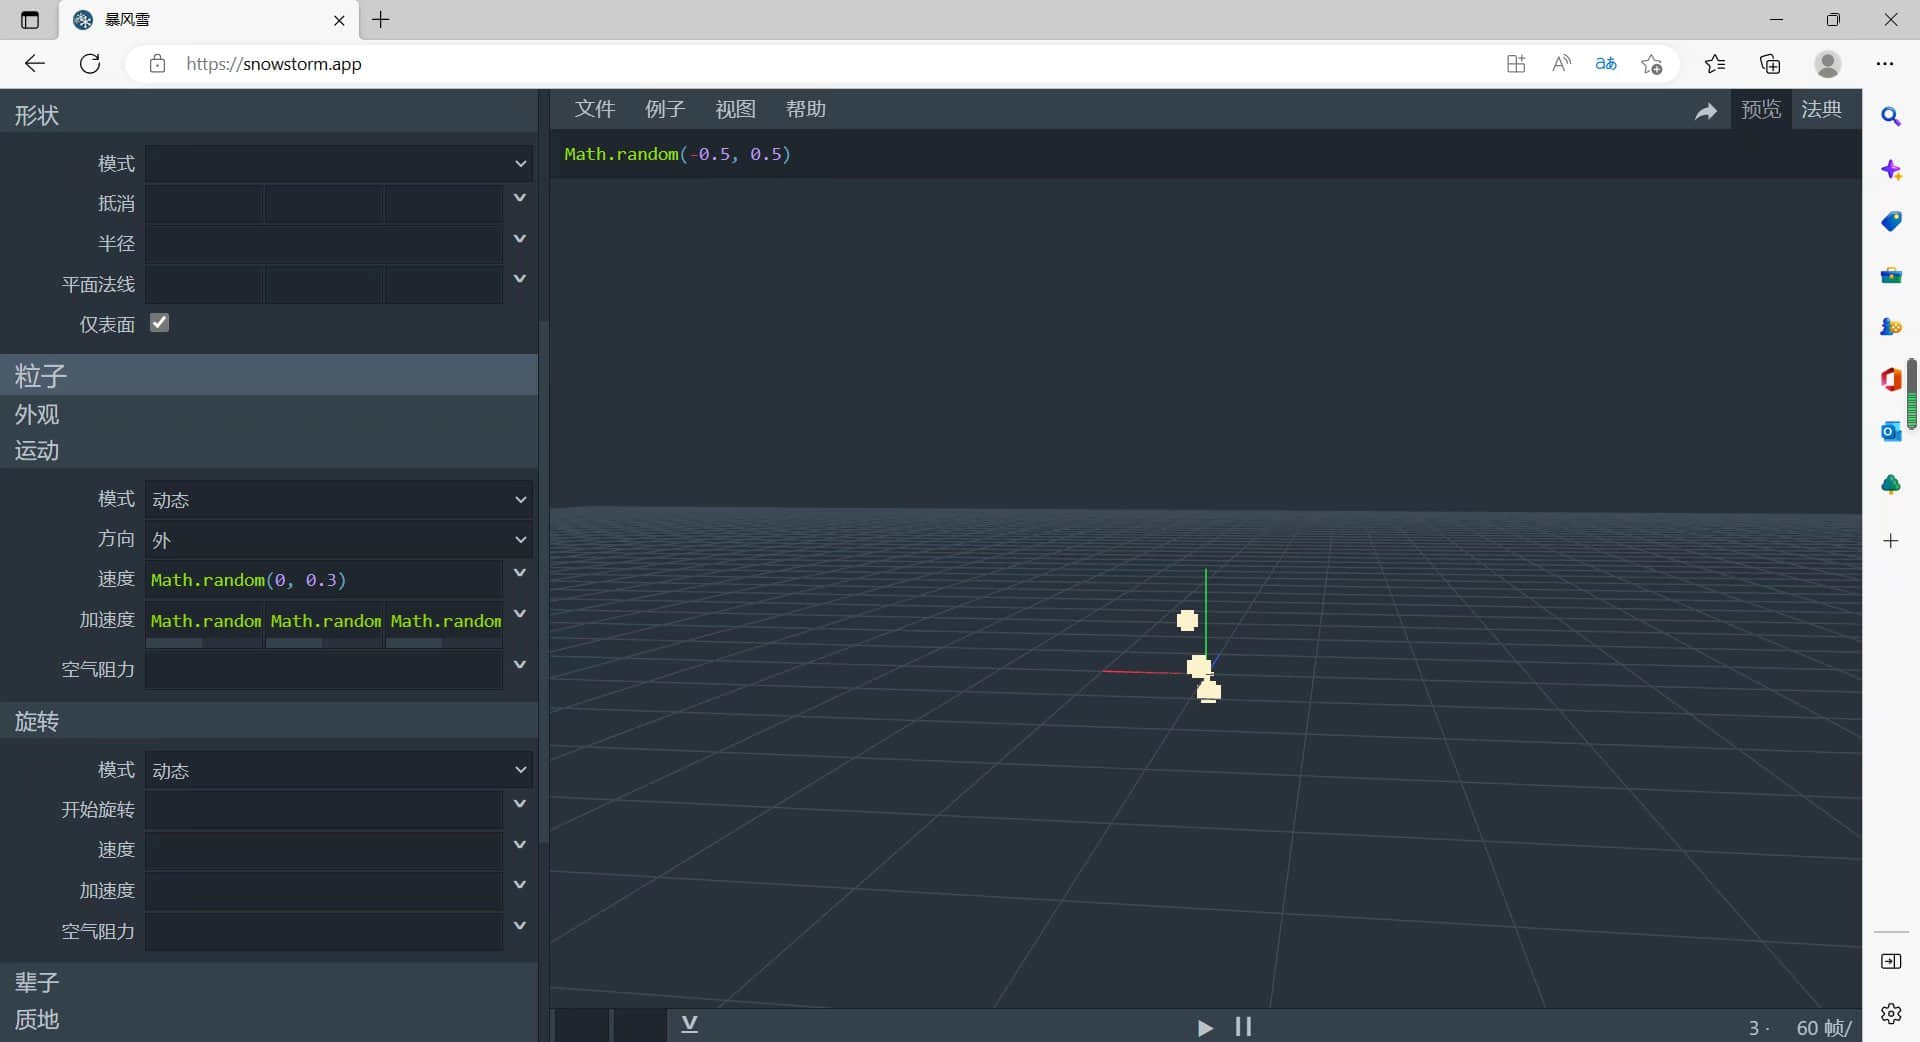 暴风雪
https://snowstorm.app
形状
文件 例子 视图 帮助
预览 法典
Math.random(-0.5, 0.5)
模式
抵消
半径
平面法线
仅表面
粒子
外观
运动
模式 动态
方向 外
速度 Math.random(0, 0.3)
加速度 Math.random Math.random Math.random
空气阻力
旋转
模式 动态
开始旋转
速度
加速度
空气阻力
辈子
质地
3 · 60 帧/